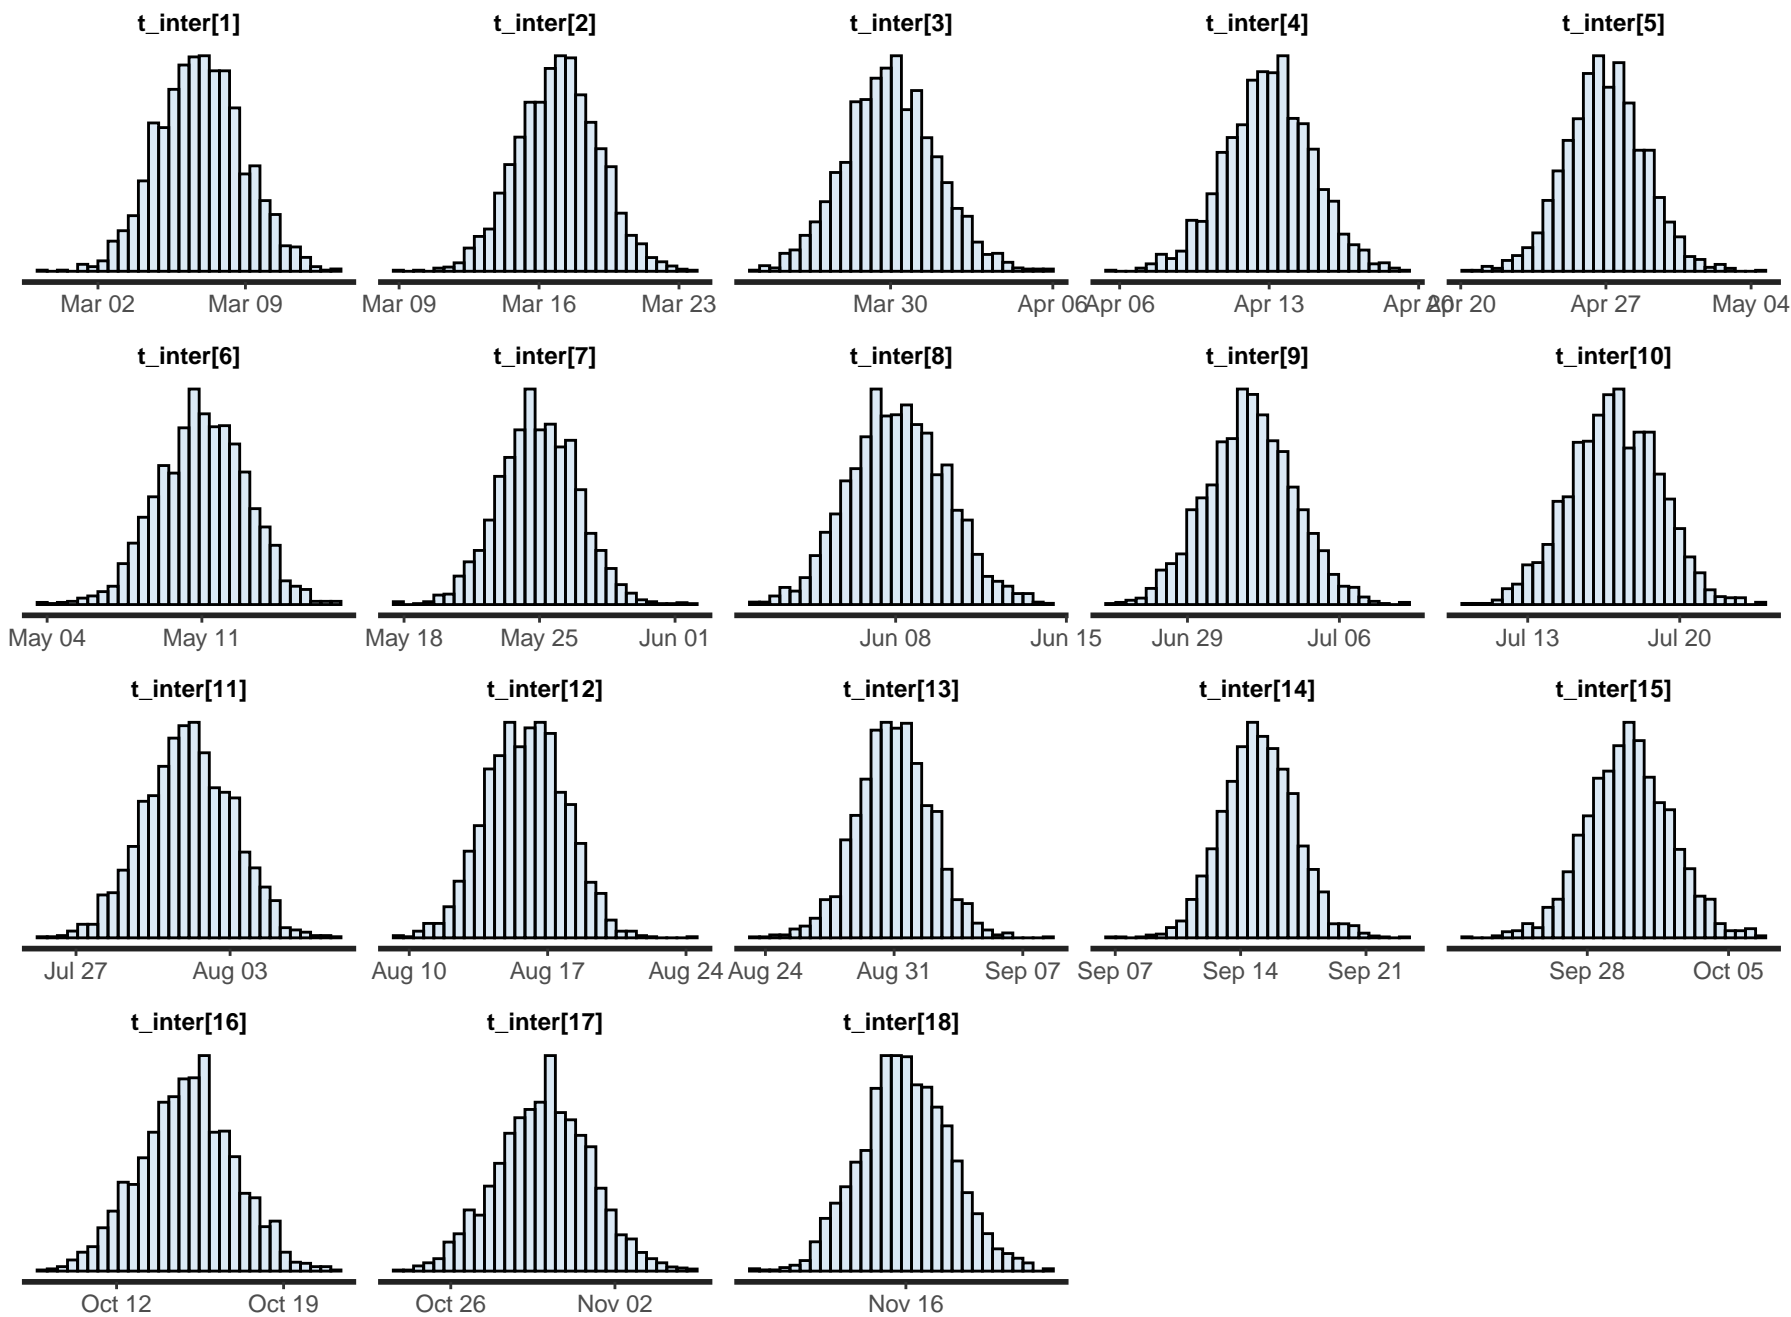 t_inter[1] t_inter[2] t_inter[3] t_inter[4] t_inter[5]
Mar 02 Mar 09 Mar 09 Mar 16 Mar 23 Mar 30 Apr 06 Apr 06 Apr 13 Apr 20 Apr 20 Apr 27 May 04
t_inter[6] t_inter[7] t_inter[8] t_inter[9] t_inter[10]
May 04 May 11 May 18 May 25 Jun 01 Jun 08 Jun 15 Jun 29 Jul 06 Jul 13 Jul 20
t_inter[11] t_inter[12] t_inter[13] t_inter[14] t_inter[15]
Jul 27 Aug 03 Aug 10 Aug 17 Aug 24 Aug 24 Aug 31 Sep 07 Sep 07 Sep 14 Sep 21 Sep 28 Oct 05
t_inter[16] t_inter[17] t_inter[18]
Oct 12 Oct 19 Oct 26 Nov 02 Nov 16